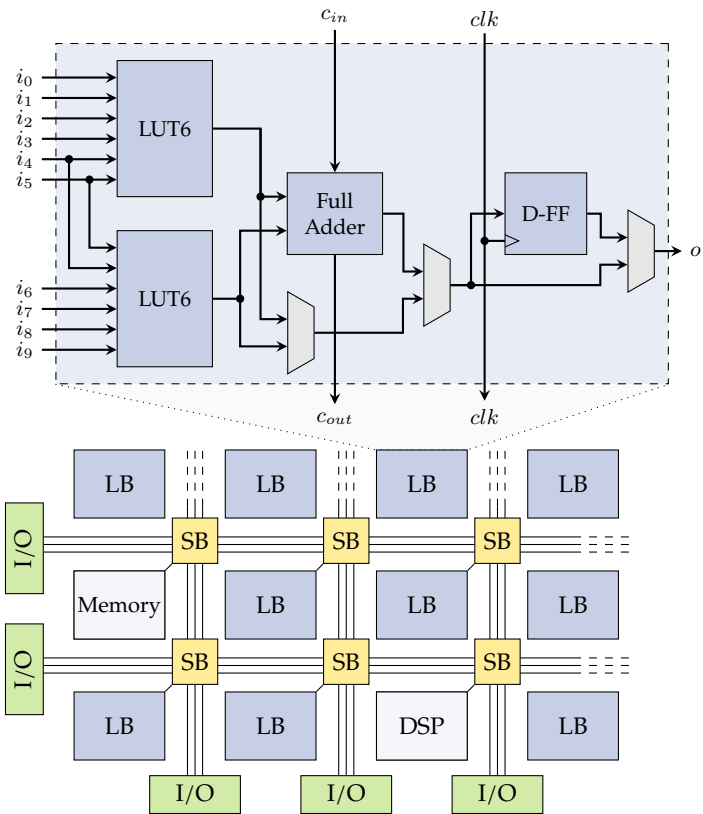 c_in clk
i_0
i_1
i_2
i_3
i_4
i_5
LUT6
Full Adder
D-FF
o
i_6
i_7
i_8
i_9
LUT6
c_out clk
LB LB LB LB
I/O SB SB SB
Memory LB LB LB
I/O SB SB SB
LB LB DSP LB
I/O I/O I/O